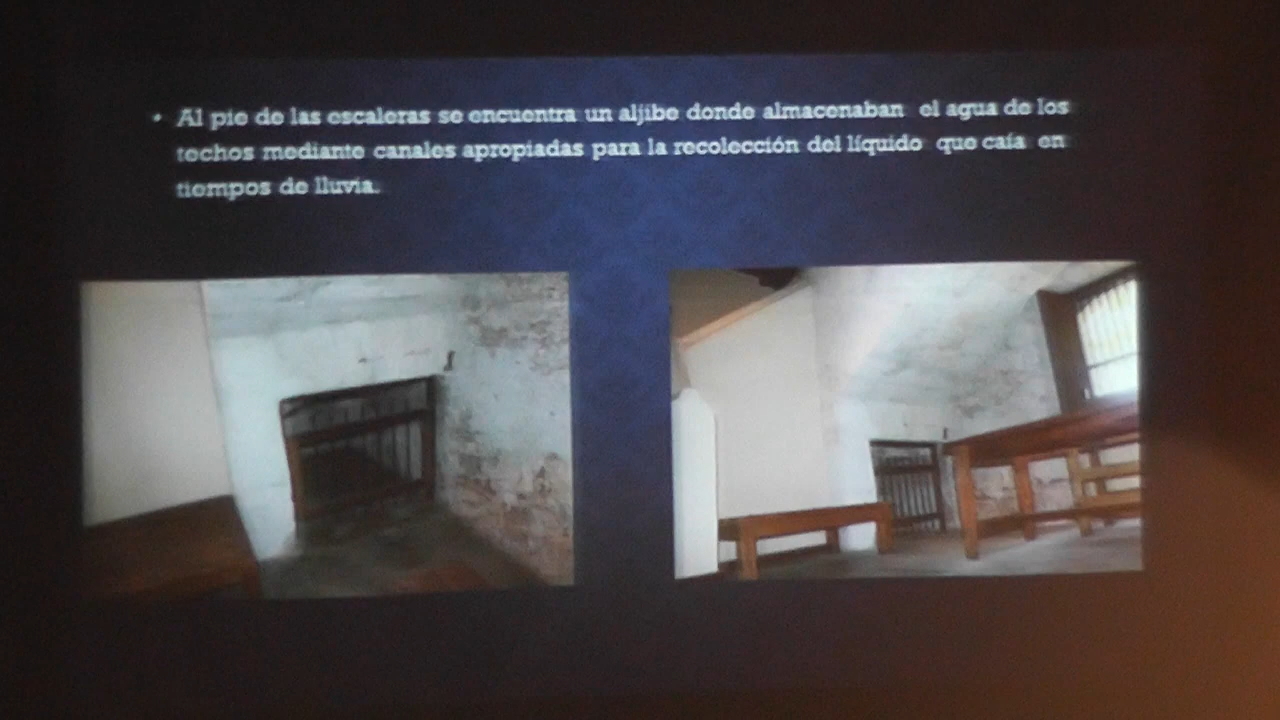 • Al pie de las escaleras se encuentra un aljibe donde almacenaban el agua de los
techos mediante canales apropiadas para la recolección del líquido que caía en
tiempos de lluvia.